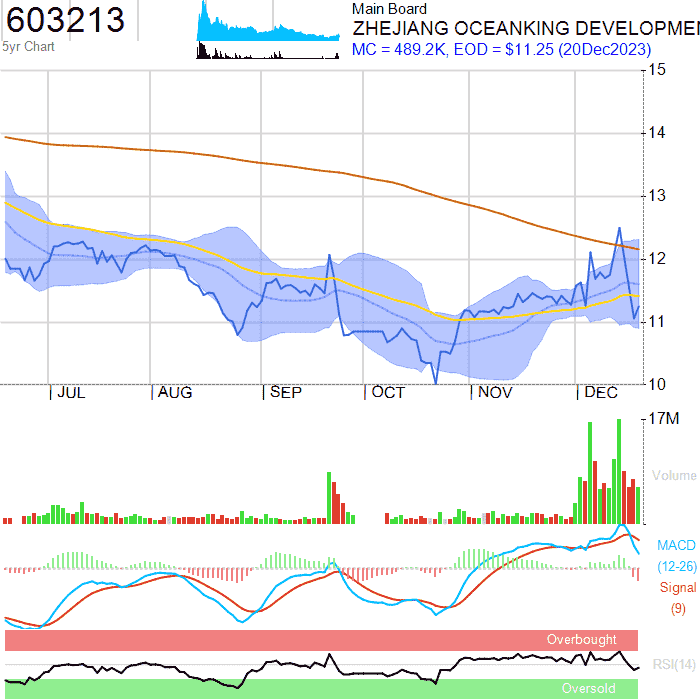 603213
5yr Chart
Main Board
ZHEJIANG OCEANKING DEVELOPME
MC = 489.2K, EOD = $11.25 (20Dec2023)
15
14
13
12
11
10
JUL AUG SEP OCT NOV DEC
17M
Volume
MACD
(12-26)
Signal
(9)
Overbought
RSI(14)
Oversold